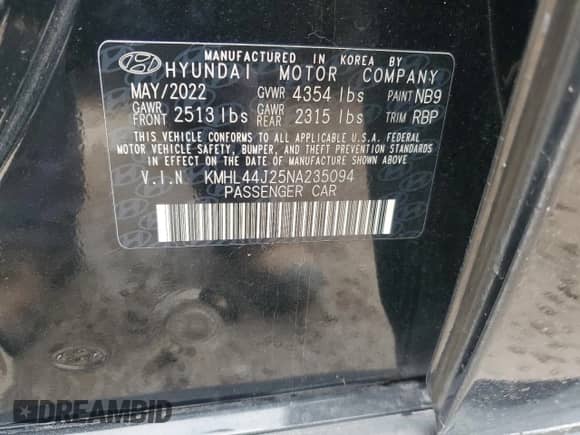 MANUFACTURED IN KOREA BY
HYUNDAI MOTOR COMPANY
MAY/2022 GVWR 4354 lbs PAINT NB9
GAWR FRONT 2513 lbs GAWR REAR 2315 lbs TRIM RBP
THIS VEHICLE CONFORMS TO ALL APPLICABLE U.S.A. FEDERAL
MOTOR VEHICLE SAFETY, BUMPER, AND THEFT PREVENTION STANDARDS
IN EFFECT ON THE DATE OF MANUFACTURE SHOWN ABOVE.
V.I.N KMHL44J25NA235094
PASSENGER CAR
DREAMBID